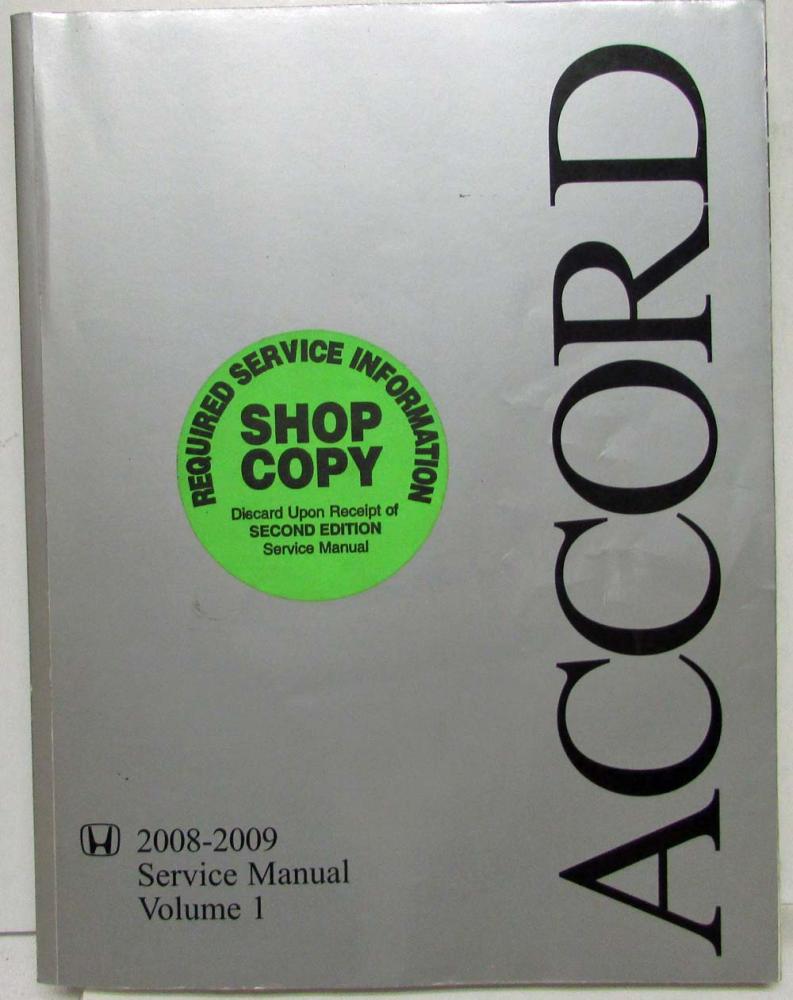 ACCORD
REQUIRED SERVICE INFORMATION
SHOP
COPY
Discard Upon Receipt of
SECOND EDITION
Service Manual
2008-2009
Service Manual
Volume 1